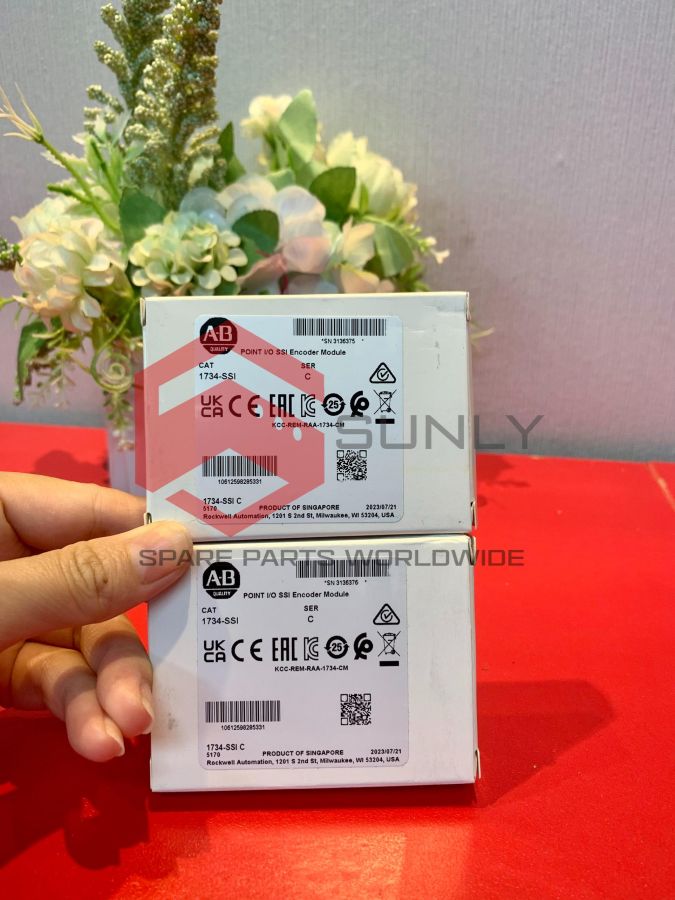 A·B
QUALITY
*SN 3136375 *
POINT I/O SSI Encoder Module
CAT SER
1734-SSI C
UK CA CE EAC 25
KCC-REM-RAA-1734-CM
SUNLY
10612598285331
1734-SSI C
5170 PRODUCT OF SINGAPORE 2023/07/21
Rockwell Automation, 1201 S 2nd St, Milwaukee, WI 53204, USA
SPARE PARTS WORLDWIDE
A·B
QUALITY
*SN 3136376 *
POINT I/O SSI Encoder Module
CAT SER
1734-SSI C
UK CA CE EAC 25
KCC-REM-RAA-1734-CM
10612598285331
1734-SSI C
5170 PRODUCT OF SINGAPORE 2023/07/21
Rockwell Automation, 1201 S 2nd St, Milwaukee, WI 53204, USA